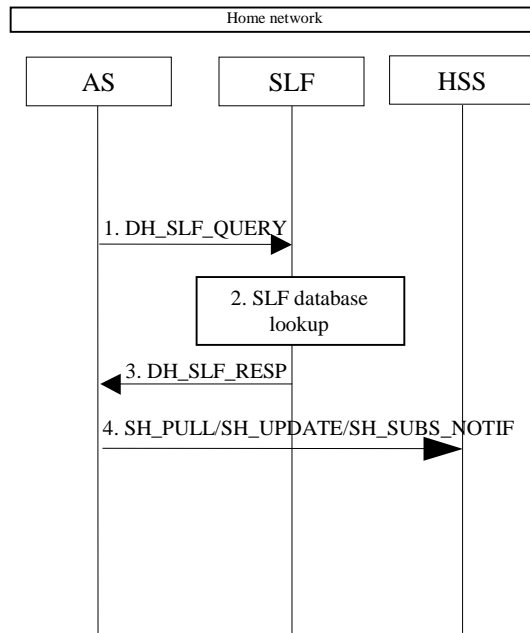 Home network
AS
SLF
HSS
1. DH_SLF_QUERY
2. SLF database
lookup
3. DH_SLF_RESP
4. SH_PULL/SH_UPDATE/SH_SUBS_NOTIF